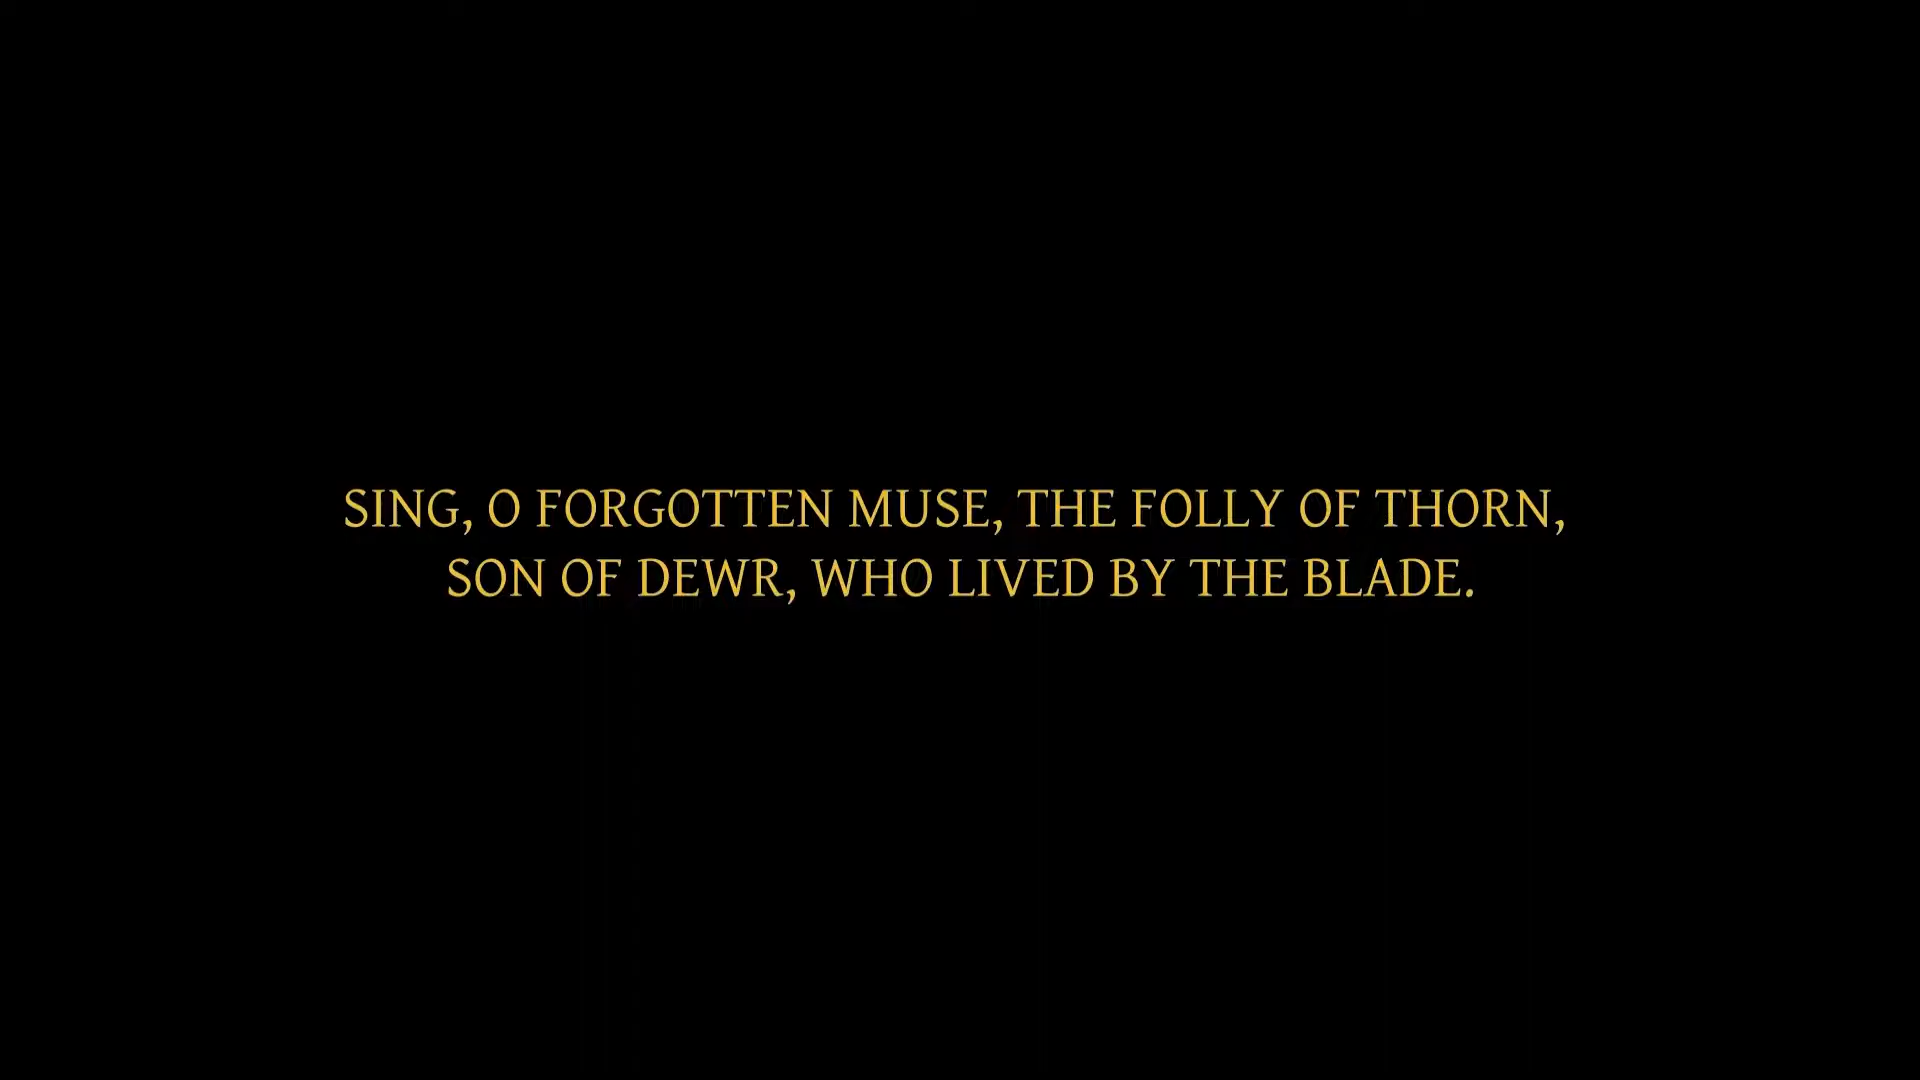 SING, O FORGOTTEN MUSE, THE FOLLY OF THORN,
SON OF DEWR, WHO LIVED BY THE BLADE.